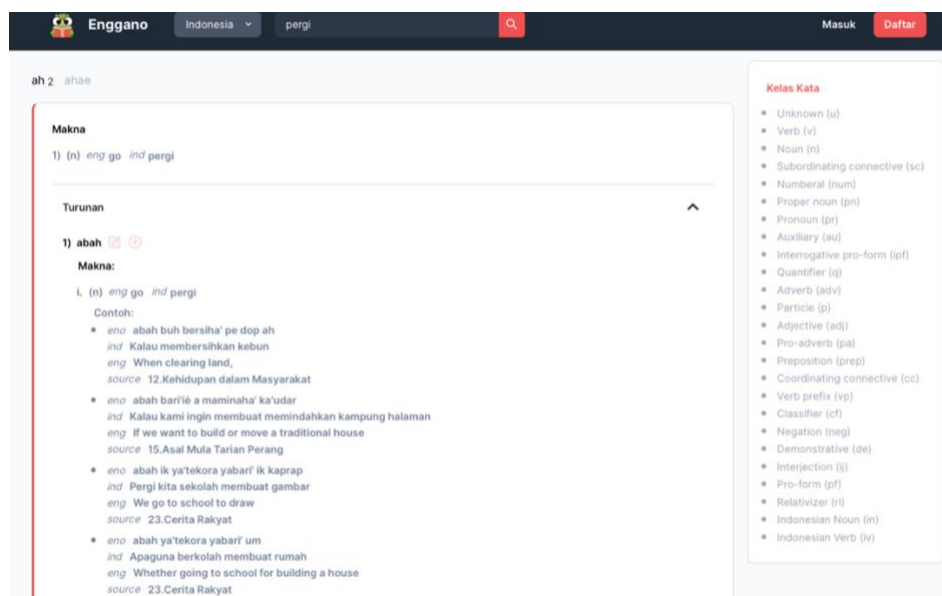 Enggano
Indonesia
pergi
Masuk
Daftar
ah 2 ahae
Makna
1) (n) eng go ind pergi
Turunan
1) abah
Makna:
i. (n) eng go ind pergi
Contoh:
eno abah buh bersiha' pe dop ah
ind Kalau membersihkan kebun
eng When clearing land,
source 12.Kehidupan dalam Masyarakat
eno abah bari'iè a maminaha' ka'udar
ind Kalau kami ingin membuat memindahkan kampung halaman
eng If we want to build or move a traditional house
source 15.Asal Mula Tarian Perang
eno abah ik ya'tekora yabari' ik kaprap
ind Pergi kita sekolah membuat gambar
eng We go to school to draw
source 23.Cerita Rakyat
eno abah ya'tekora yabari' um
ind Apaguna berkolah membuat rumah
eng Whether going to school for building a house
source 23.Cerita Rakyat
Kelas Kata
Unknown (u)
Verb (v)
Noun (n)
Subordinating connective (sc)
Numberal (num)
Proper noun (pn)
Pronoun (pr)
Auxiliary (au)
Interrogative pro-form (ipf)
Quantifier (q)
Adverb (adv)
Particle (p)
Adjective (adj)
Pro-adverb (pa)
Preposition (prep)
Coordinating connective (cc)
Verb prefix (vp)
Classifier (cf)
Negation (neg)
Demonstrative (de)
Interjection (ij)
Pro-form (pf)
Relativizer (rl)
Indonesian Noun (in)
Indonesian Verb (iv)